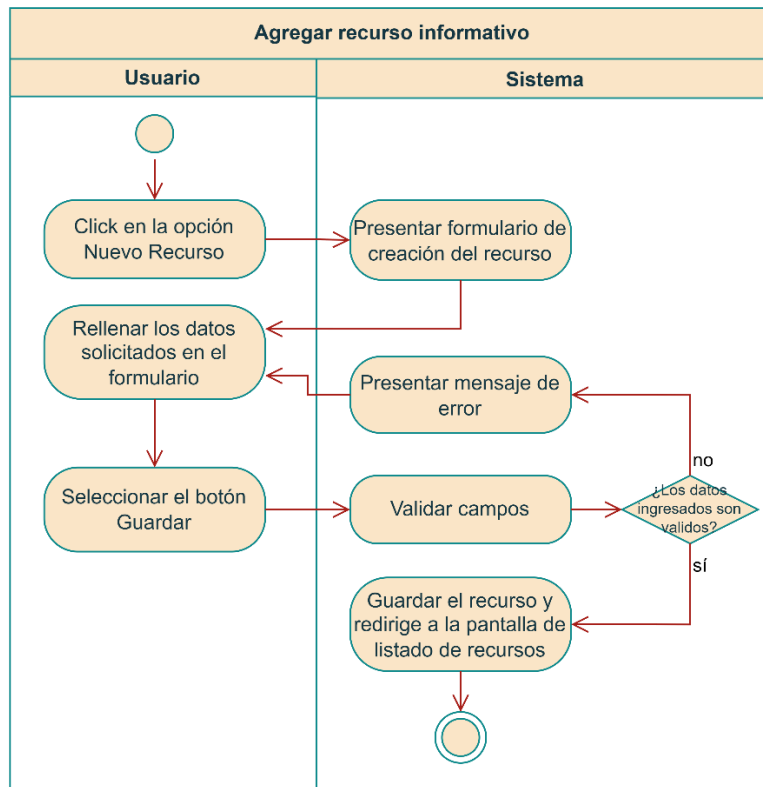 Agregar recurso informativo
Usuario
Sistema
Click en la opción
Nuevo Recurso
Presentar formulario de
creación del recurso
Rellenar los datos
solicitados en el
formulario
Presentar mensaje de
error
no
Seleccionar el botón
Guardar
Validar campos
¿Los datos
ingresados son
validos?
sí
Guardar el recurso y
redirige a la pantalla de
listado de recursos